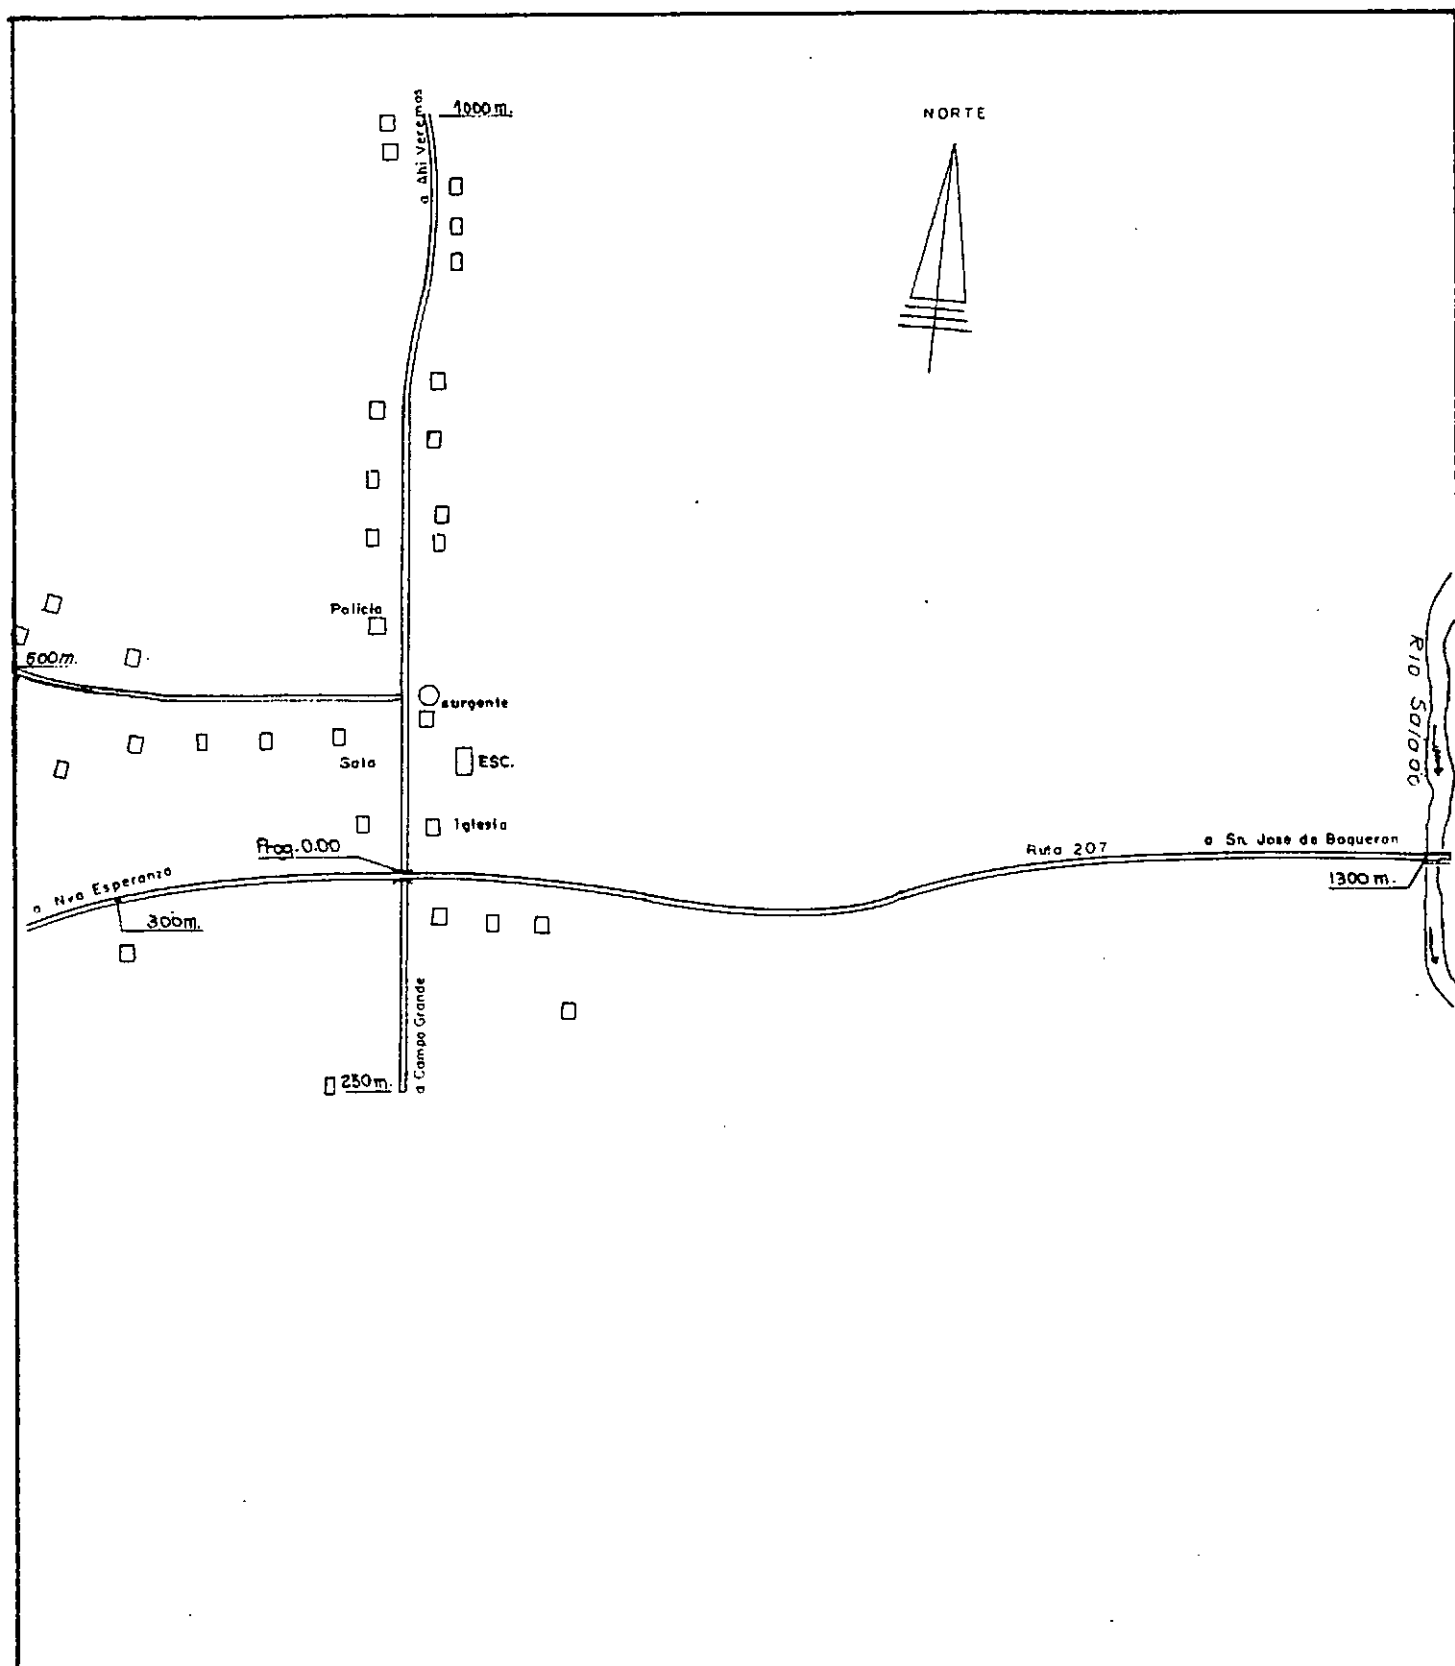 1000 m.
NORTE
a Ahi Veremos
Policia
600m.
surgente
Sala
ESC.
Iglesia
RIO Salado
Prog. 0.00
a Sn. Jose de Boqueron
Ruta 207
a Nva Esperanza
1300 m.
300m.
a Campo Grande
250m.